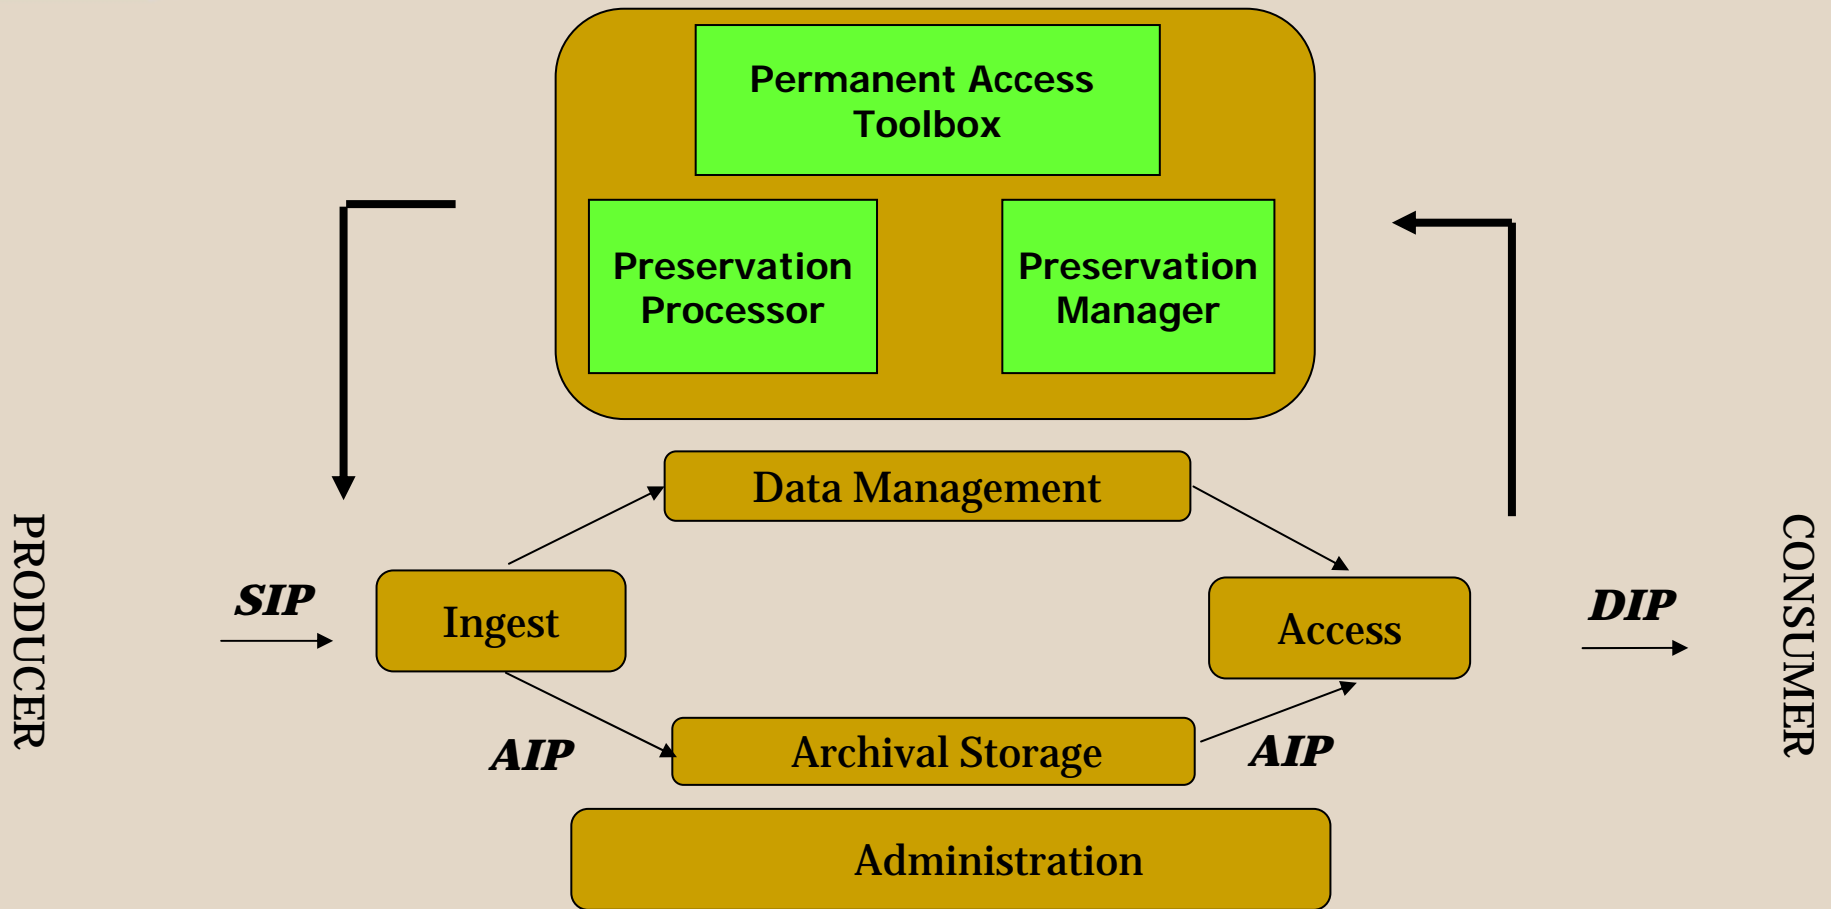 Permanent Access
Toolbox
Preservation
Processor
Preservation
Manager
Data Management
PRODUCER
SIP
Ingest
Access
DIP
CONSUMER
AIP
Archival Storage
AIP
Administration